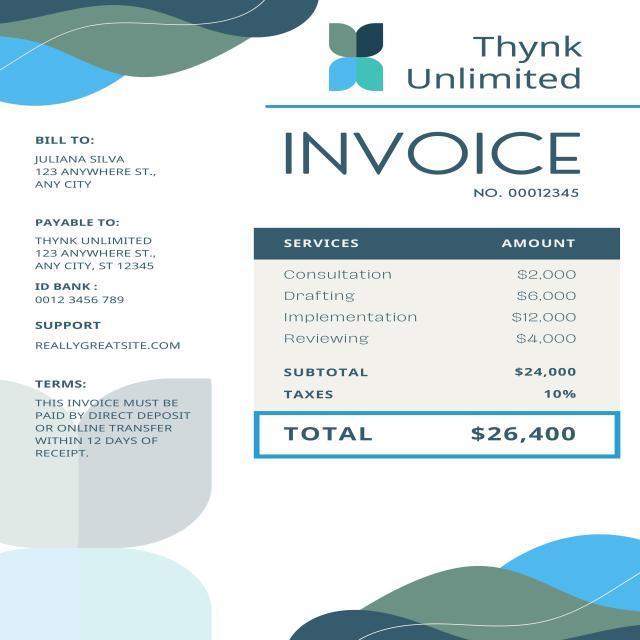 Thynk
Unlimited
INVOICE
NO. 00012345
BILL TO:
JULIANA SILVA
123 ANYWHERE ST.,
ANY CITY
PAYABLE TO:
THYNK UNLIMITED
123 ANYWHERE ST.,
ANY CITY, ST 12345
ID BANK :
0012 3456 789
SUPPORT
REALLYGREATSITE.COM
TERMS:
THIS INVOICE MUST BE
PAID BY DIRECT DEPOSIT
OR ONLINE TRANSFER
WITHIN 12 DAYS OF
RECEIPT.
SERVICES AMOUNT
Consultation $2,000
Drafting $6,000
Implementation $12,000
Reviewing $4,000
SUBTOTAL $24,000
TAXES 10%
TOTAL $26,400